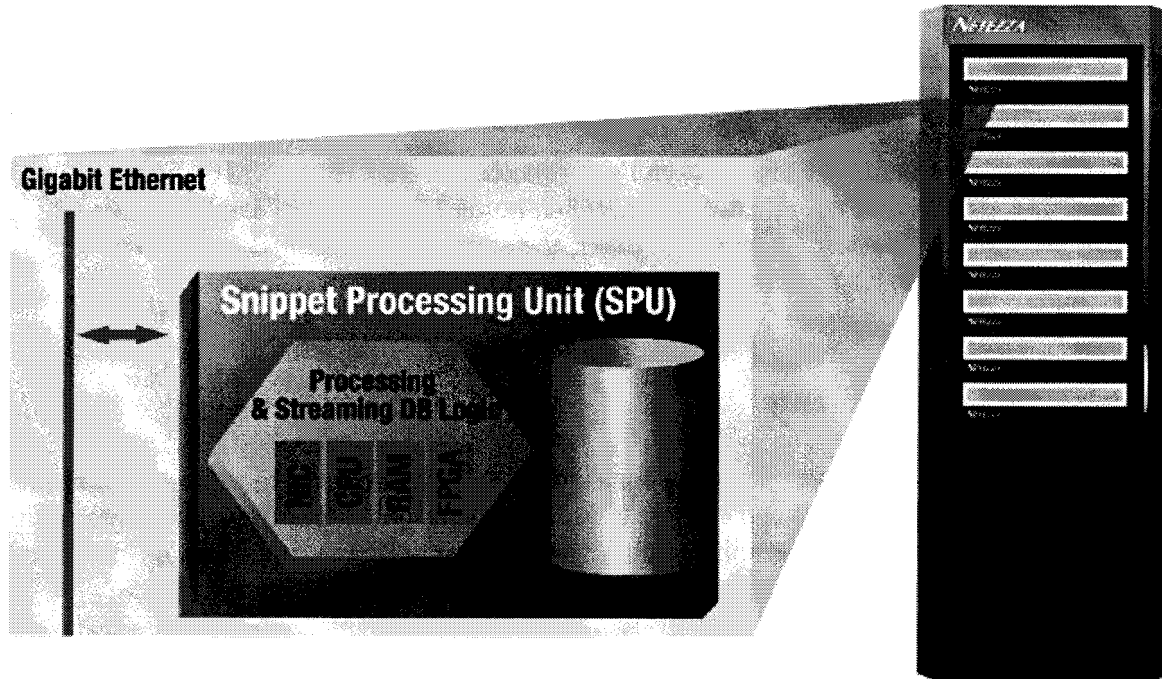 NETEZZA
Gigabit Ethernet
Snippet Processing Unit (SPU)
Processing
& Streaming DB Logic
NIC
CPU
RAM
FPGA